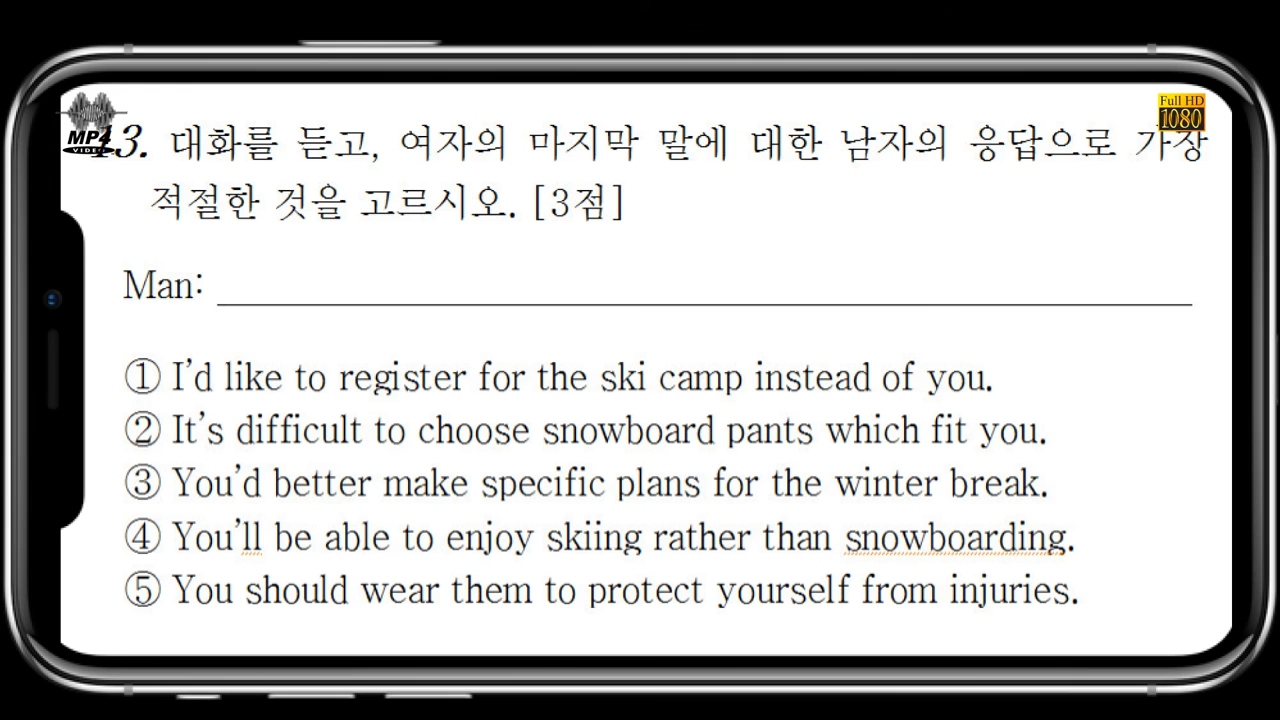 MP4
VIDEO
Full HD
1080
13. 대화를 듣고, 여자의 마지막 말에 대한 남자의 응답으로 가장
적절한 것을 고르시오. [3점]
Man:
① I'd like to register for the ski camp instead of you.
② It's difficult to choose snowboard pants which fit you.
③ You'd better make specific plans for the winter break.
④ You'll be able to enjoy skiing rather than snowboarding.
⑤ You should wear them to protect yourself from injuries.